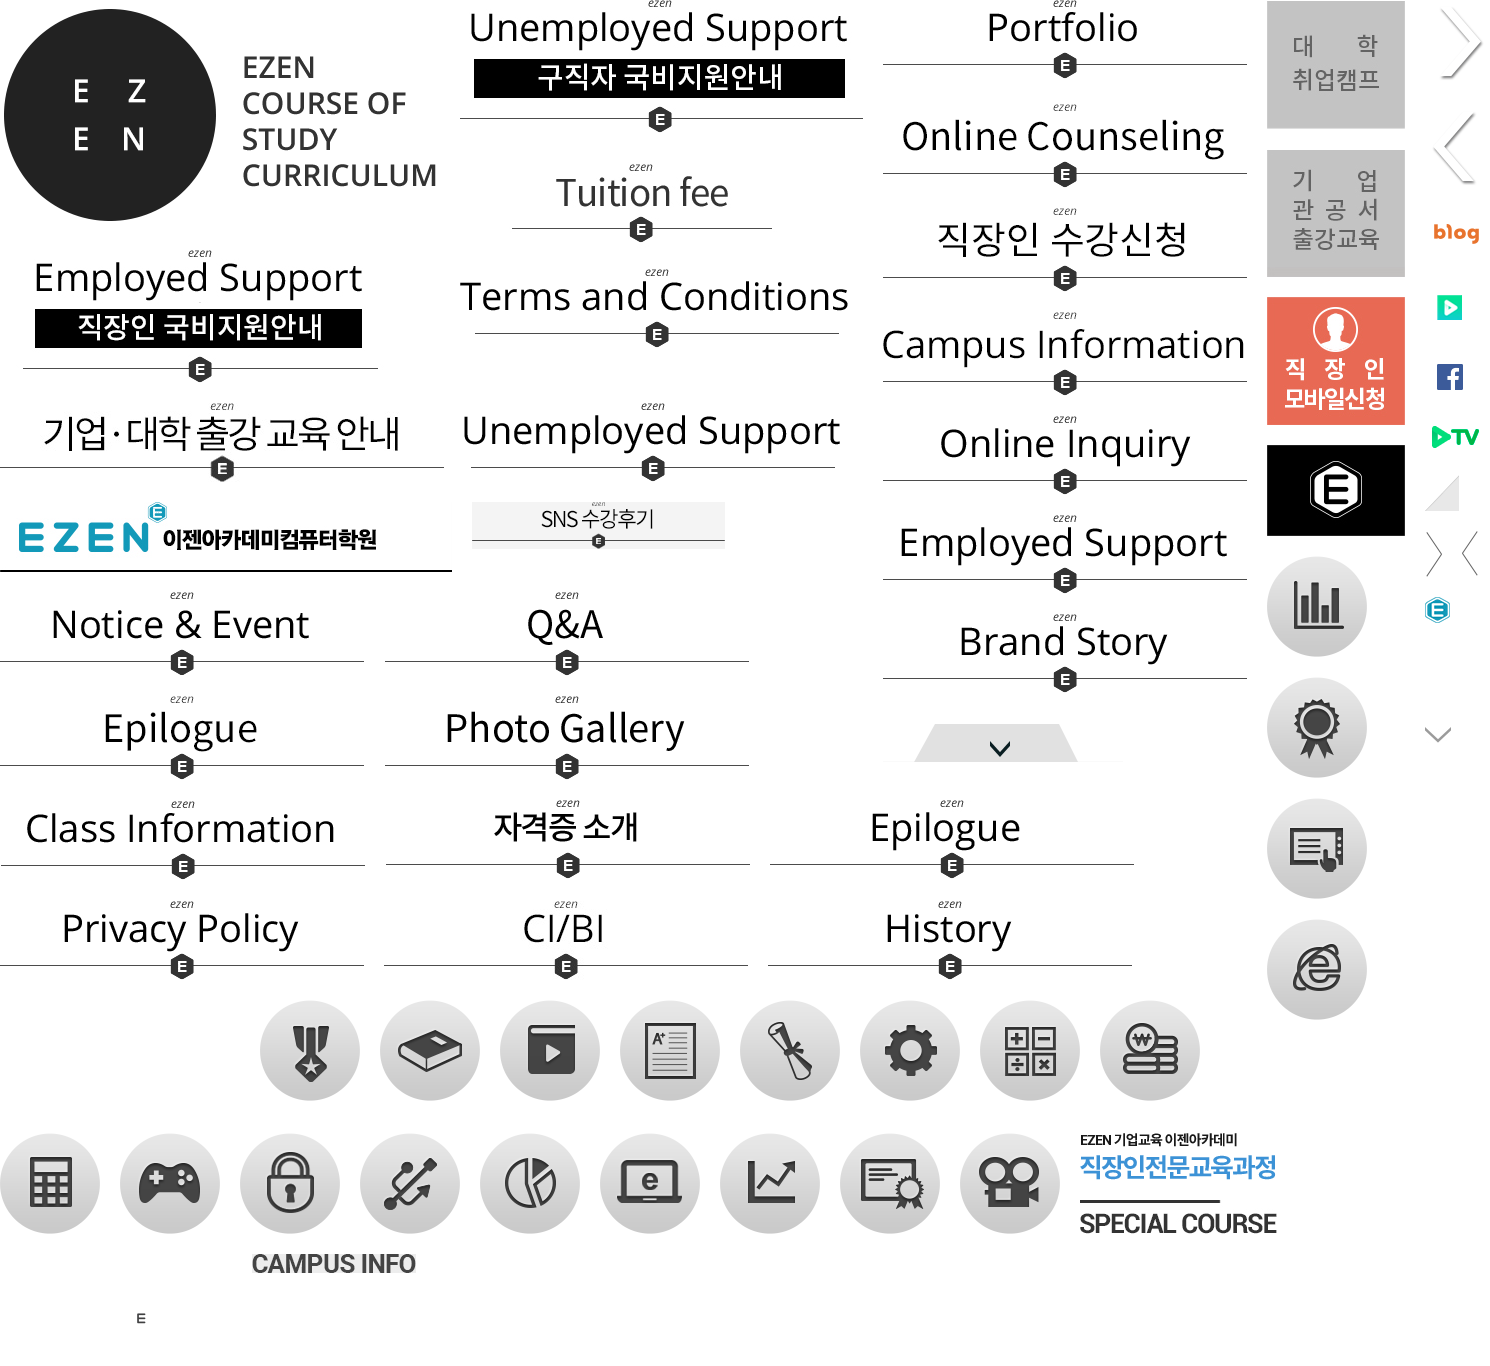 E Z
E N
EZEN
COURSE OF
STUDY
CURRICULUM
ezen
Employed Support
직장인 국비지원안내
E
ezen
기업·대학 출강 교육 안내
E
EZEN E 이젠아카데미컴퓨터학원
ezen
Unemployed Support
구직자 국비지원안내
E
ezen
Tuition fee
E
ezen
Terms and Conditions
E
ezen
Unemployed Support
E
ezen
SNS 수강후기
E
ezen
Portfolio
E
ezen
Online Counseling
E
ezen
직장인 수강신청
E
ezen
Campus Information
E
ezen
Online Inquiry
E
ezen
Employed Support
E
ezen
Brand Story
E
대 학
취업캠프
기 업
관 공 서
출강교육
직 장 인
모바일신청
E
blog
f
TV
E
ezen
Notice & Event
E
ezen
Q&A
E
ezen
Epilogue
E
ezen
Photo Gallery
E
ezen
Class Information
E
ezen
자격증 소개
E
ezen
Epilogue
E
ezen
Privacy Policy
E
ezen
CI/BI
E
ezen
History
E
A+
₩
e
EZEN 기업교육 이젠아카데미
직장인전문교육과정
SPECIAL COURSE
CAMPUS INFO
E